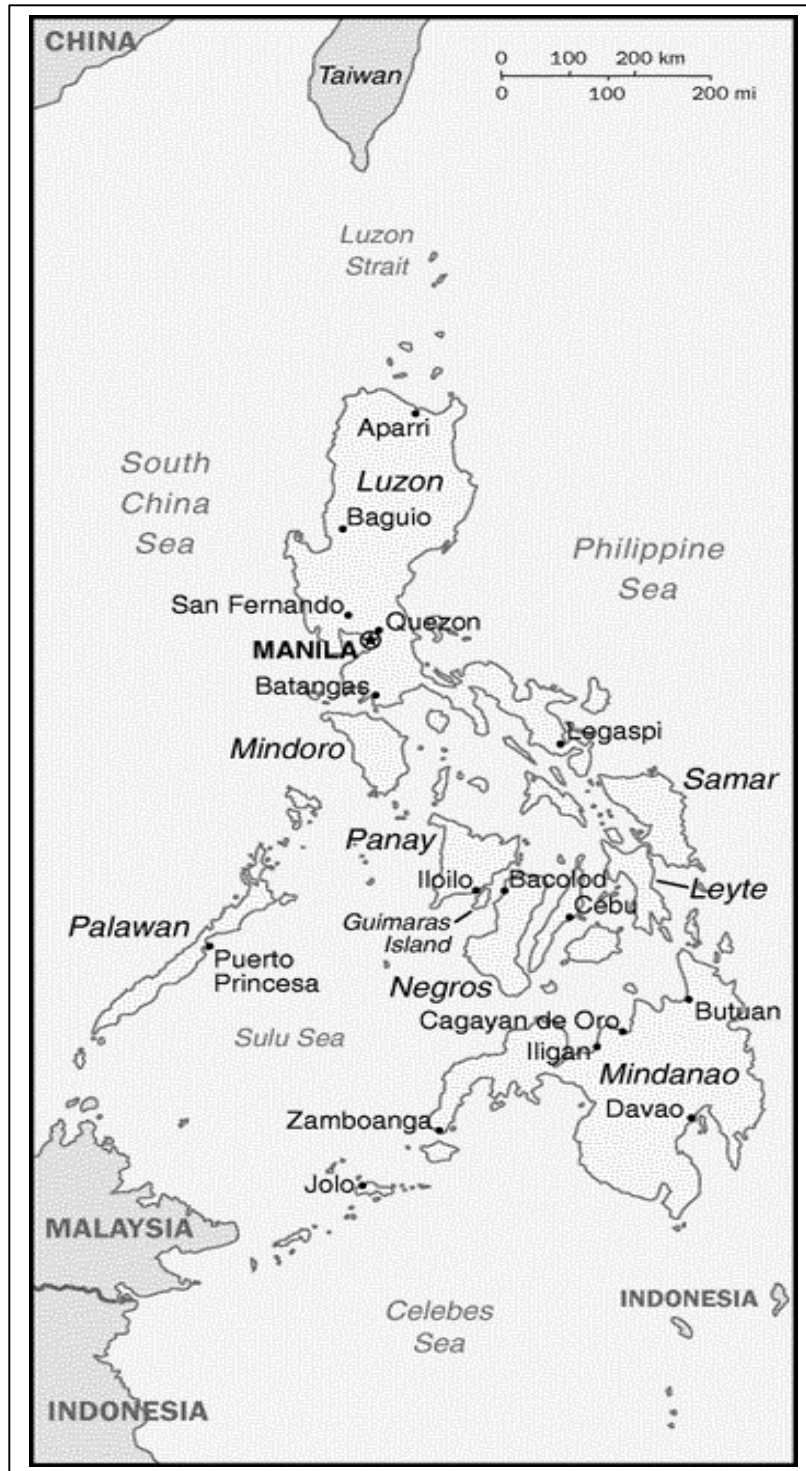 CHINA
Taiwan
0 100 200 km
0 100 200 mi
Luzon
Strait
Aparri
South
China
Sea
Luzon
Baguio
Philippine
Sea
San Fernando
Quezon
MANILA
Batangas
Legaspi
Mindoro
Samar
Panay
Iloilo
Bacolod
Leyte
Cebu
Guimaras
Island
Palawan
Puerto
Princesa
Negros
Cagayan de Oro
Butuan
Sulu Sea
Iligan
Mindanao
Davao
Zamboanga
Jolo
MALAYSIA
INDONESIA
Celebes
Sea
INDONESIA